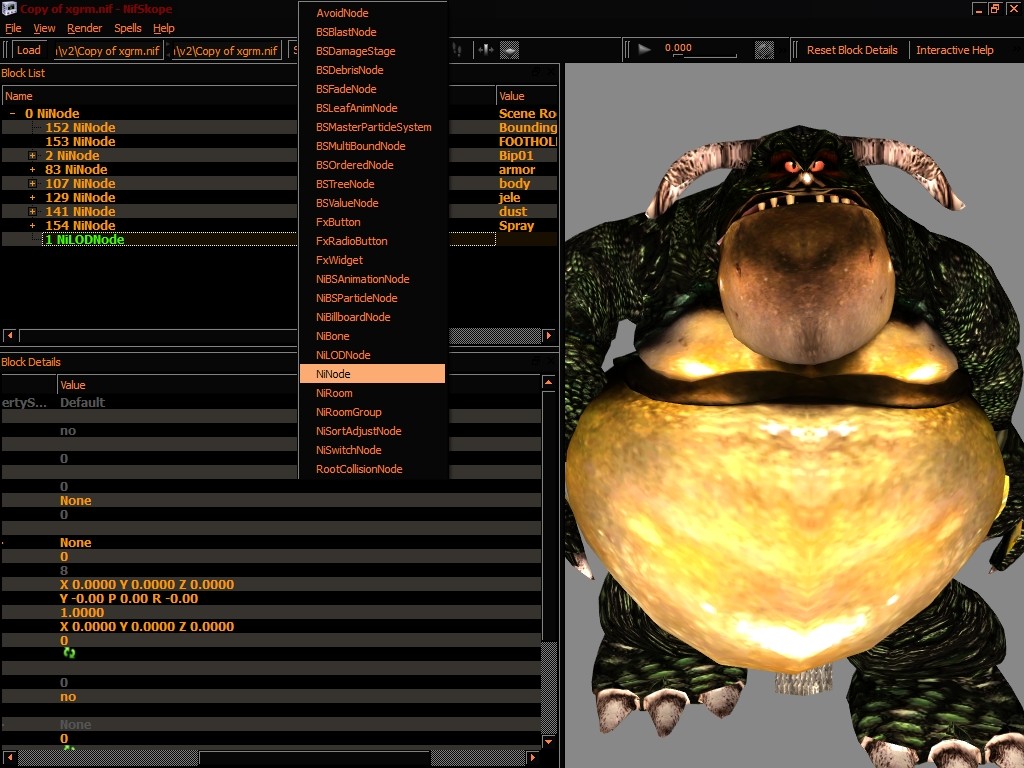 Copy of xgrm.nif - NifSkope
File View Render Spells Help
Load \v2\Copy of xgrm.nif \v2\Copy of xgrm.nif S 0.000 Reset Block Details Interactive Help
Block List
Name Value
0 NiNode Scene Ro
152 NiNode Bounding
153 NiNode FOOTHOL
2 NiNode Bip01
83 NiNode armor
107 NiNode body
129 NiNode jele
141 NiNode dust
154 NiNode Spray
1 NiLODNode
AvoidNode
BSBlastNode
BSDamageStage
BSDebrisNode
BSFadeNode
BSLeafAnimNode
BSMasterParticleSystem
BSMultiBoundNode
BSOrderedNode
BSTreeNode
BSValueNode
FxButton
FxRadioButton
FxWidget
NiBSAnimationNode
NiBSParticleNode
NiBillboardNode
NiBone
NiLODNode
NiNode
NiRoom
NiRoomGroup
NiSortAdjustNode
NiSwitchNode
RootCollisionNode
Block Details
Value
ertyS... Default
no
0
0
None
0
None
0
8
X 0.0000 Y 0.0000 Z 0.0000
Y -0.00 P 0.00 R -0.00
1.0000
X 0.0000 Y 0.0000 Z 0.0000
0
0
no
None
0